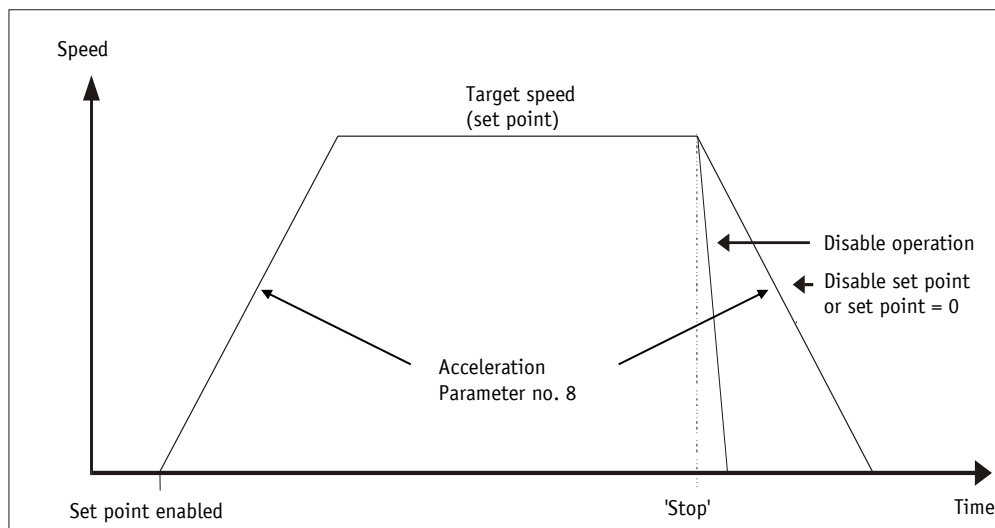 Speed
Target speed
(set point)
Disable operation
Disable set point
or set point = 0
Acceleration
Parameter no. 8
Set point enabled
'Stop'
Time